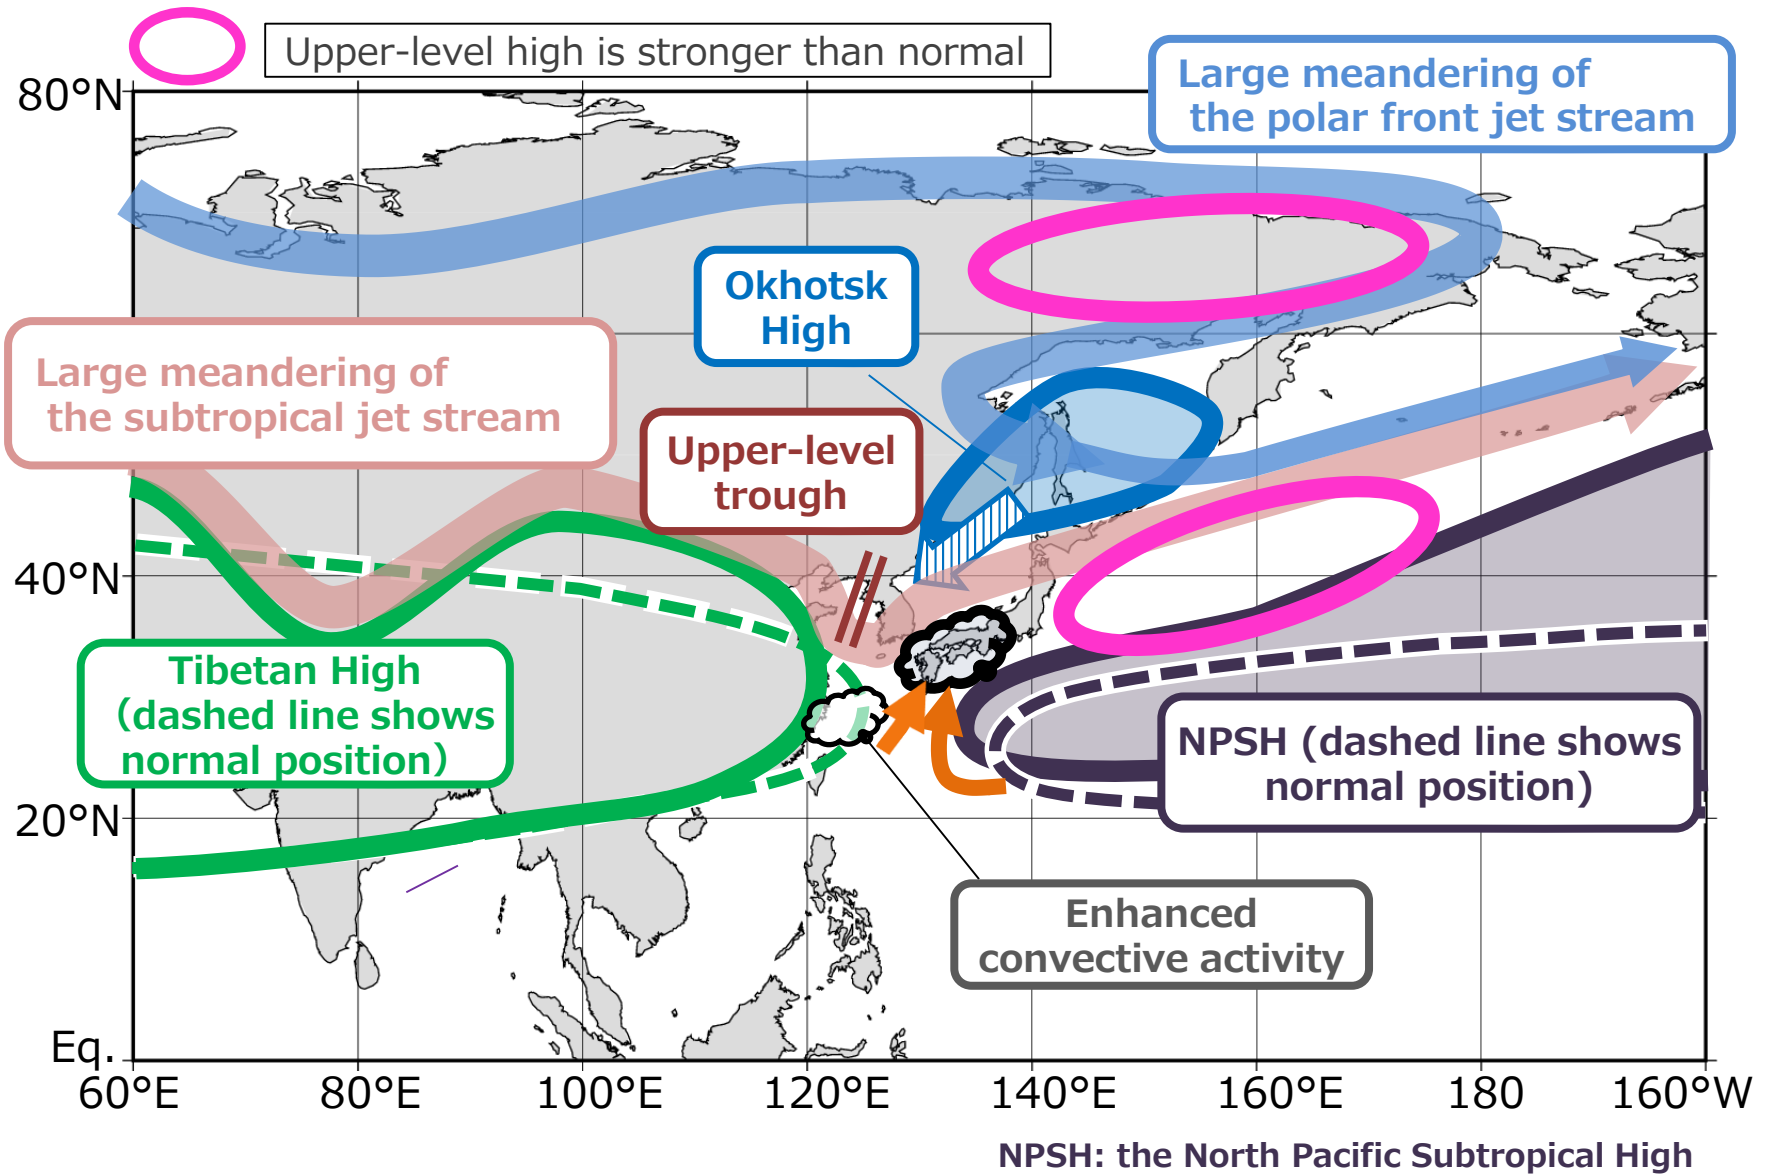 Upper-level high is stronger than normal
80°N
Large meandering of
the polar front jet stream
Okhotsk
High
Large meandering of
the subtropical jet stream
Upper-level
trough
40°N
Tibetan High
(dashed line shows
normal position)
NPSH (dashed line shows
normal position)
20°N
Enhanced
convective activity
Eq.
60°E 80°E 100°E 120°E 140°E 160°E 180 160°W
NPSH: the North Pacific Subtropical High